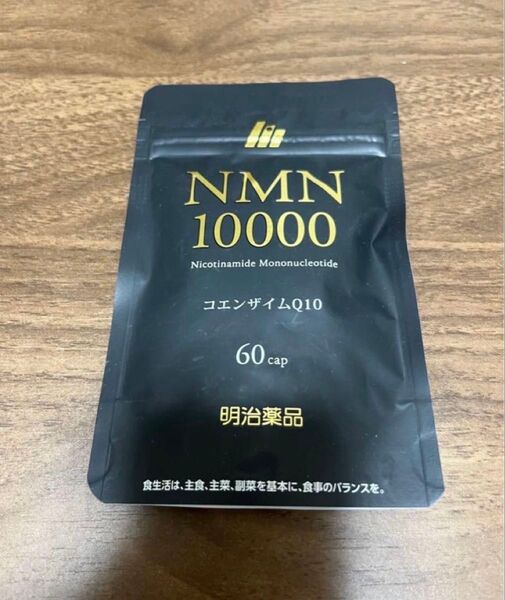 NMN
10000
Nicotinamide Mononucleotide
コエンザイムQ10
60 cap
明治薬品
食生活は、主食、主菜、副菜を基本に、食事のバランスを。